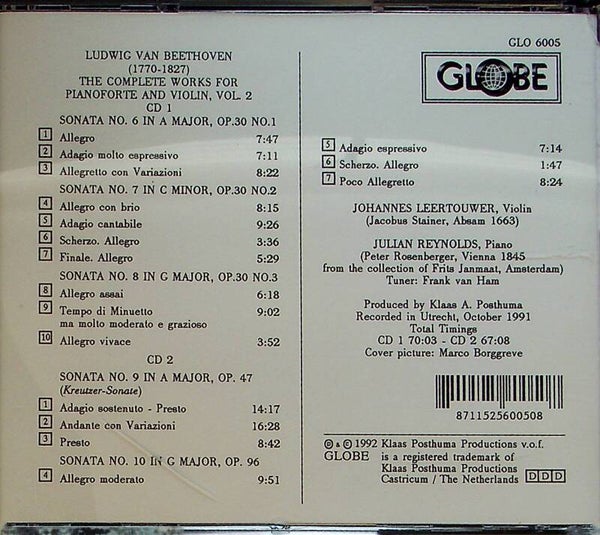 LUDWIG VAN BEETHOVEN
(1770-1827)
THE COMPLETE WORKS FOR
PIANOFORTE AND VIOLIN, VOL. 2
CD 1
SONATA NO. 6 IN A MAJOR, OP.30 NO.1
1 Allegro 7:47
2 Adagio molto espressivo 7:11
3 Allegretto con Variazioni 8:22
SONATA NO. 7 IN C MINOR, OP.30 NO.2
4 Allegro con brio 8:15
5 Adagio cantabile 9:26
6 Scherzo. Allegro 3:36
7 Finale. Allegro 5:29
SONATA NO. 8 IN G MAJOR, OP.30 NO.3
8 Allegro assai 6:18
9 Tempo di Minuetto 9:02
ma molto moderato e grazioso
10 Allegro vivace 3:52
CD 2
SONATA NO. 9 IN A MAJOR, OP. 47
(Kreutzer-Sonate)
1 Adagio sostenuto - Presto 14:17
2 Andante con Variazioni 16:28
3 Presto 8:42
SONATA NO. 10 IN G MAJOR, OP. 96
4 Allegro moderato 9:51
GLO 6005
GLOBE
5 Adagio espressivo 7:14
6 Scherzo. Allegro 1:47
7 Poco Allegretto 8:24
JOHANNES LEERTOUWER, Violin
(Jacobus Stainer, Absam 1663)
JULIAN REYNOLDS, Piano
(Peter Rosenberger, Vienna 1845
from the collection of Frits Janmaat, Amsterdam)
Tuner: Frank van Ham
Produced by Klaas A. Posthuma
Recorded in Utrecht, October 1991
Total Timings
CD 1 70:03 - CD 2 67:08
Cover picture: Marco Borggreve
8711525600508
℗ & © 1992 Klaas Posthuma Productions v.o.f.
GLOBE is a registered trademark of
Klaas Posthuma Productions
Castricum / The Netherlands DDD